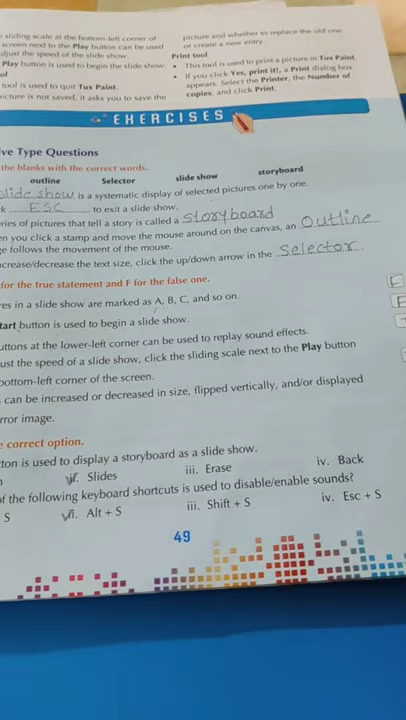 sliding scale at the bottom-left corner of
screen next to the Play button can be used
adjust the speed of the slide show.
Play button is used to begin the slide show.
tool is used to quit Tux Paint.
picture is not saved, it asks you to save the
picture and whether to replace the old one
or create a new entry.
Print tool
• This tool is used to print a picture in Tux Paint.
• If you click Yes, print it!, a Print dialog box
appears. Select the Printer, the Number of
copies, and click Print.
EXERCISES
ive Type Questions
the blanks with the correct words.
outline Selector slide show storyboard
slide show is a systematic display of selected pictures one by one.
ESC to exit a slide show.
ries of pictures that tell a story is called a storyboard
en you click a stamp and move the mouse around on the canvas, an Outline
ge follows the movement of the mouse.
ncrease/decrease the text size, click the up/down arrow in the Selector.
for the true statement and F for the false one.
res in a slide show are marked as A, B, C, and so on.
tart button is used to begin a slide show.
F
uttons at the lower-left corner can be used to replay sound effects.
ust the speed of a slide show, click the sliding scale next to the Play button
bottom-left corner of the screen.
can be increased or decreased in size, flipped vertically, and/or displayed
rror image.
e correct option.
ton is used to display a storyboard as a slide show.
Slides iii. Erase iv. Back
of the following keyboard shortcuts is used to disable/enable sounds?
S Alt + S iii. Shift + S iv. Esc + S
49